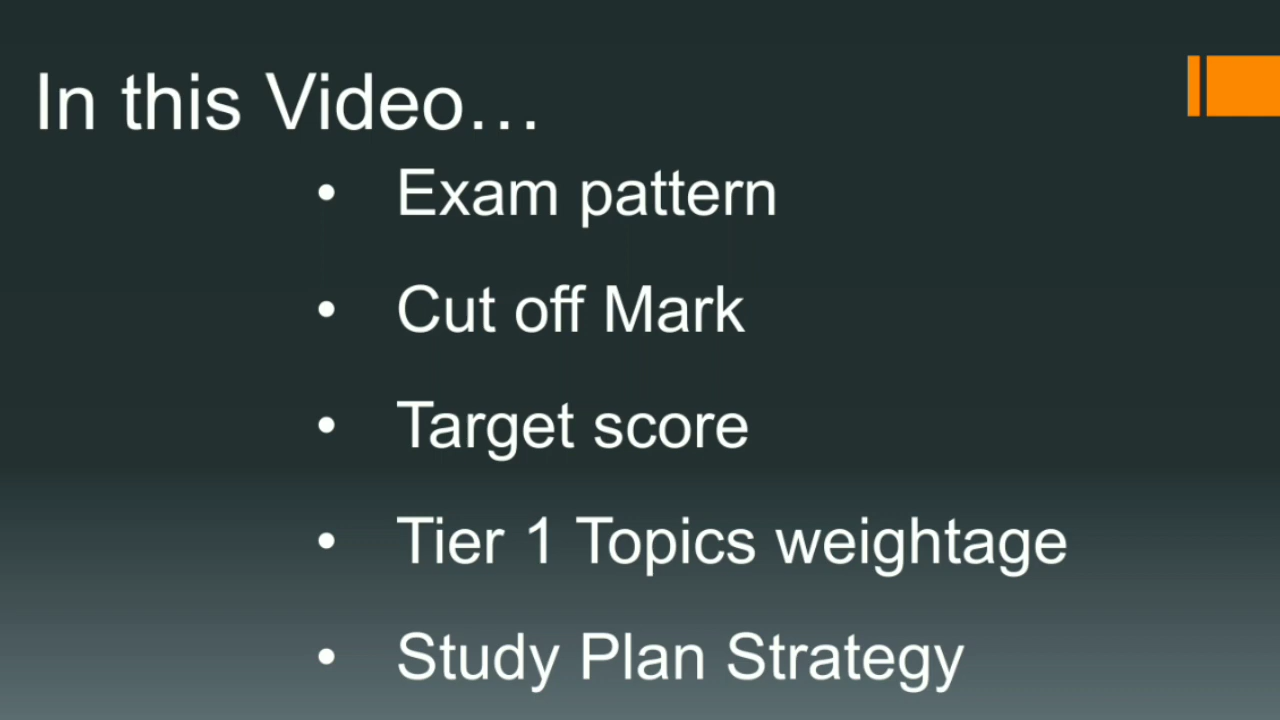 In this Video…
• Exam pattern
• Cut off Mark
• Target score
• Tier 1 Topics weightage
• Study Plan Strategy